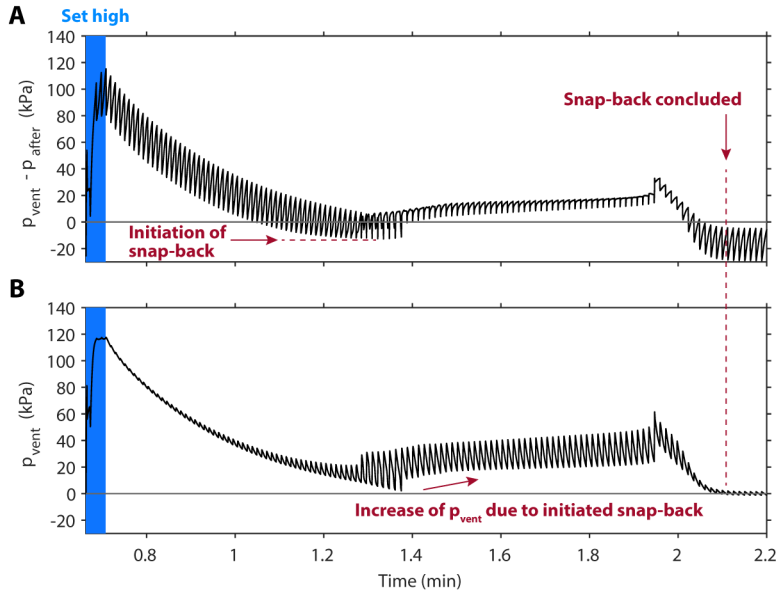 Set high
A
140
120
100
80
60
40
20
0
-20
p_vent - p_after (kPa)
Snap-back concluded
Initiation of
snap-back
B
140
120
100
80
60
40
20
0
-20
p_vent (kPa)
Increase of p_vent due to initiated snap-back
0.8 1 1.2 1.4 1.6 1.8 2 2.2
Time (min)